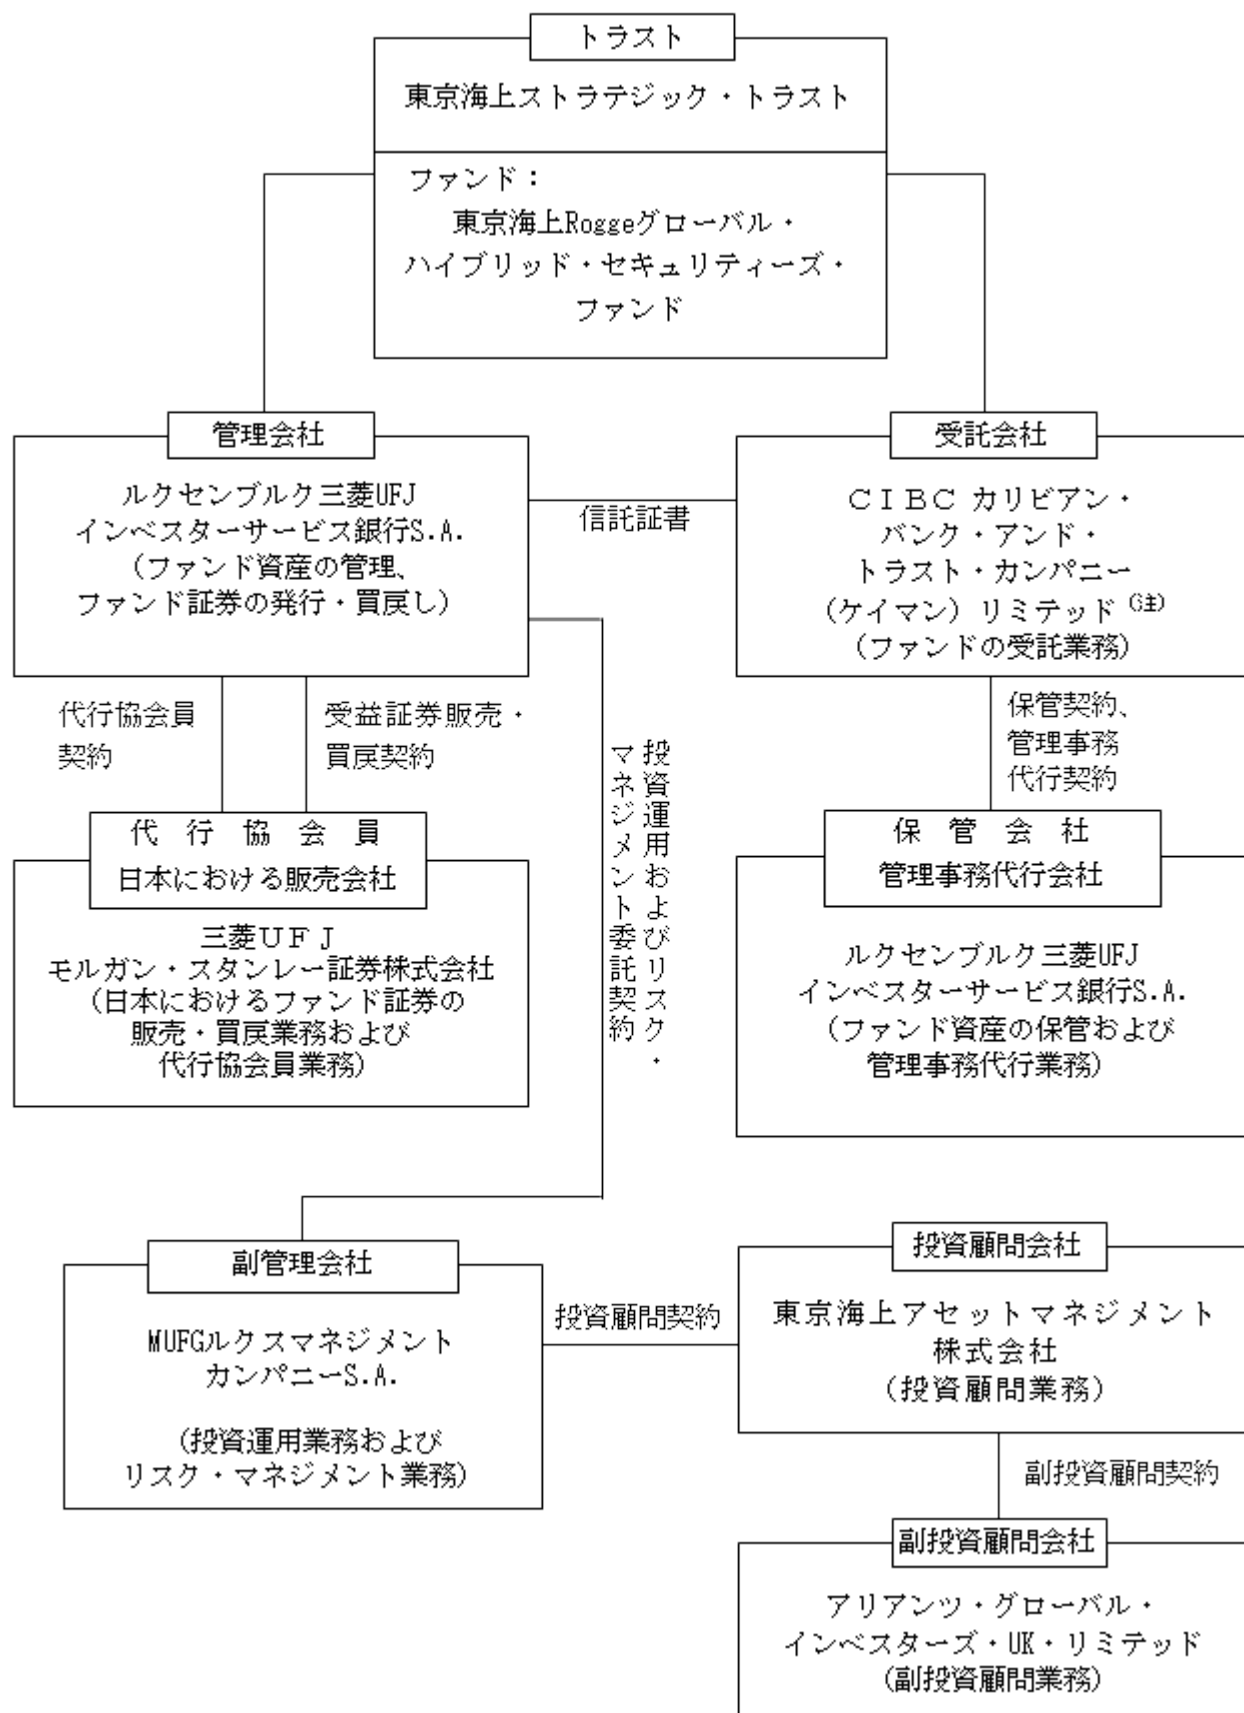 トラスト
東京海上ストラテジック・トラスト
ファンド：
東京海上Roggeグローバル・
ハイブリッド・セキュリティーズ・
ファンド
管理会社
ルクセンブルク三菱UFJ
インベスターサービス銀行S.A.
（ファンド資産の管理、
ファンド証券の発行・買戻し）
信託証書
受託会社
ＣＩＢＣ カリビアン・
バンク・アンド・
トラスト・カンパニー
（ケイマン）リミテッド（注）
（ファンドの受託業務）
代行協会員
契約
受益証券販売・
買戻契約
投資運用およびリスク・
マネジメント委託契約
保管契約、
管理事務
代行契約
代行協会員
日本における販売会社
三菱ＵＦＪ
モルガン・スタンレー証券株式会社
（日本におけるファンド証券の
販売・買戻業務および
代行協会員業務）
保管会社
管理事務代行会社
ルクセンブルク三菱UFJ
インベスターサービス銀行S.A.
（ファンド資産の保管および
管理事務代行業務）
副管理会社
MUFGルクスマネジメント
カンパニーS.A.
（投資運用業務および
リスク・マネジメント業務）
投資顧問契約
投資顧問会社
東京海上アセットマネジメント
株式会社
（投資顧問業務）
副投資顧問契約
副投資顧問会社
アリアンツ・グローバル・
インベスターズ・UK・リミテッド
（副投資顧問業務）